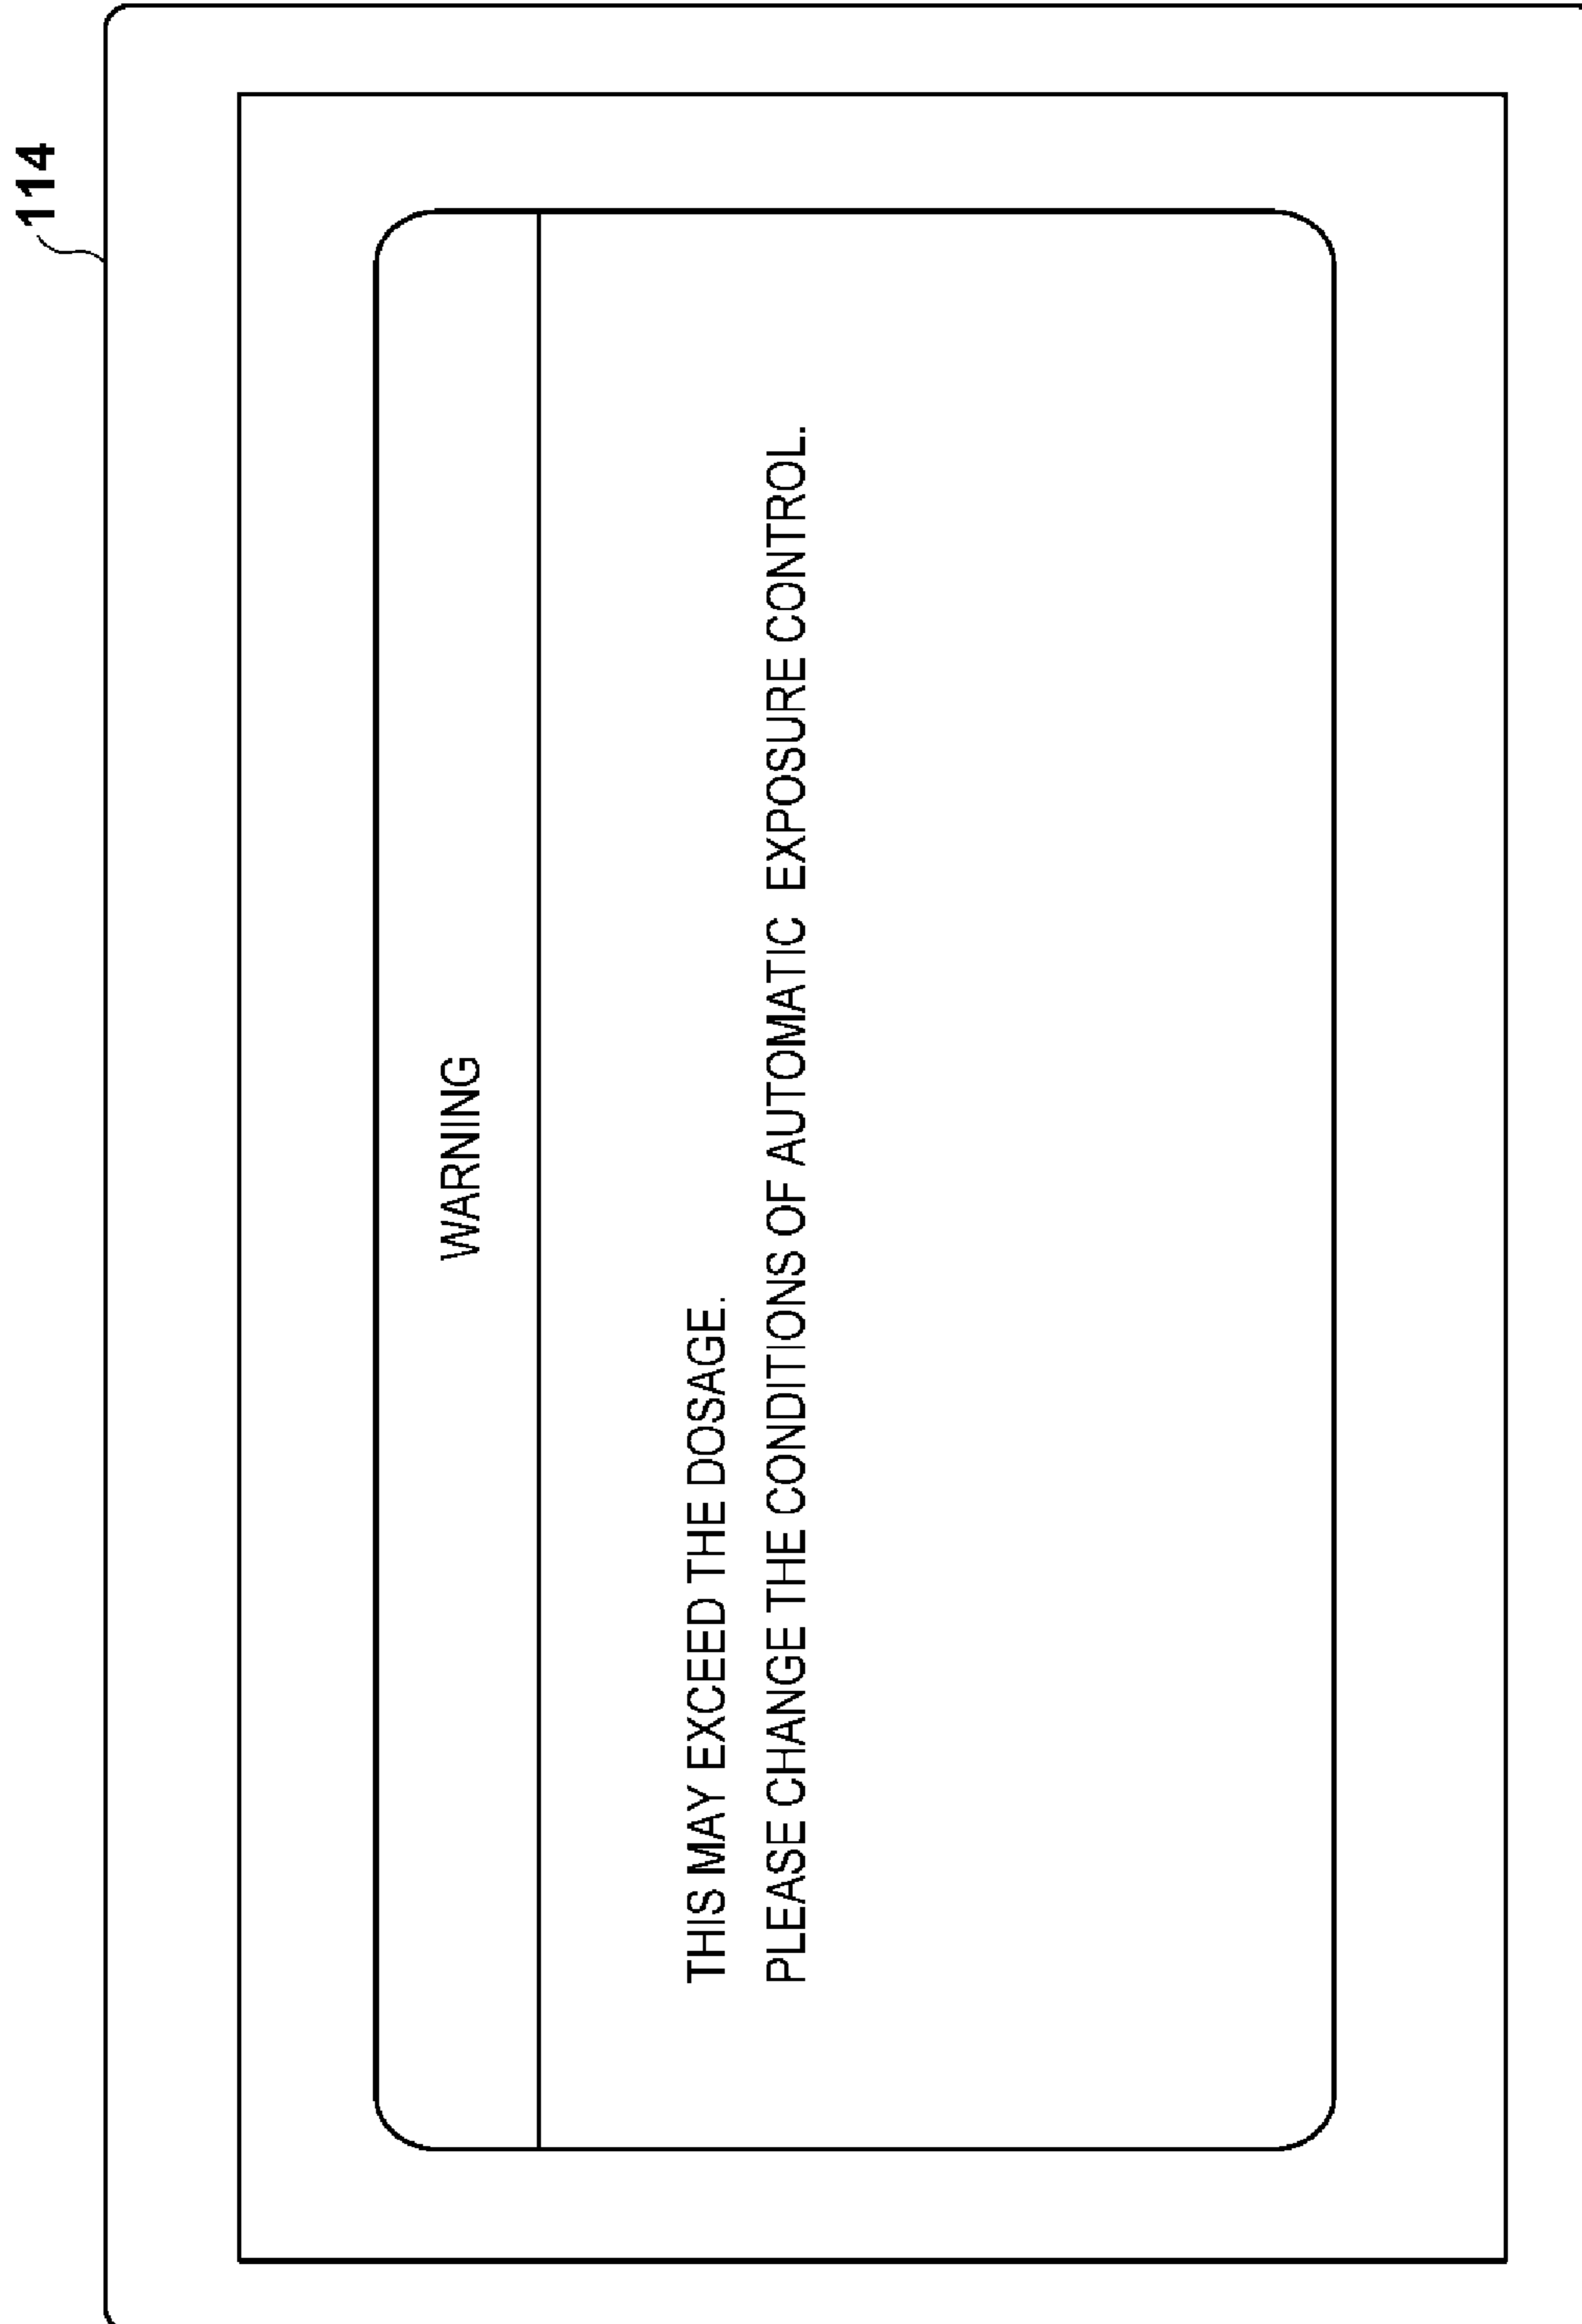 114
WARNING
THIS MAY EXCEED THE DOSAGE.
PLEASE CHANGE THE CONDITIONS OF AUTOMATIC EXPOSURE CONTROL.